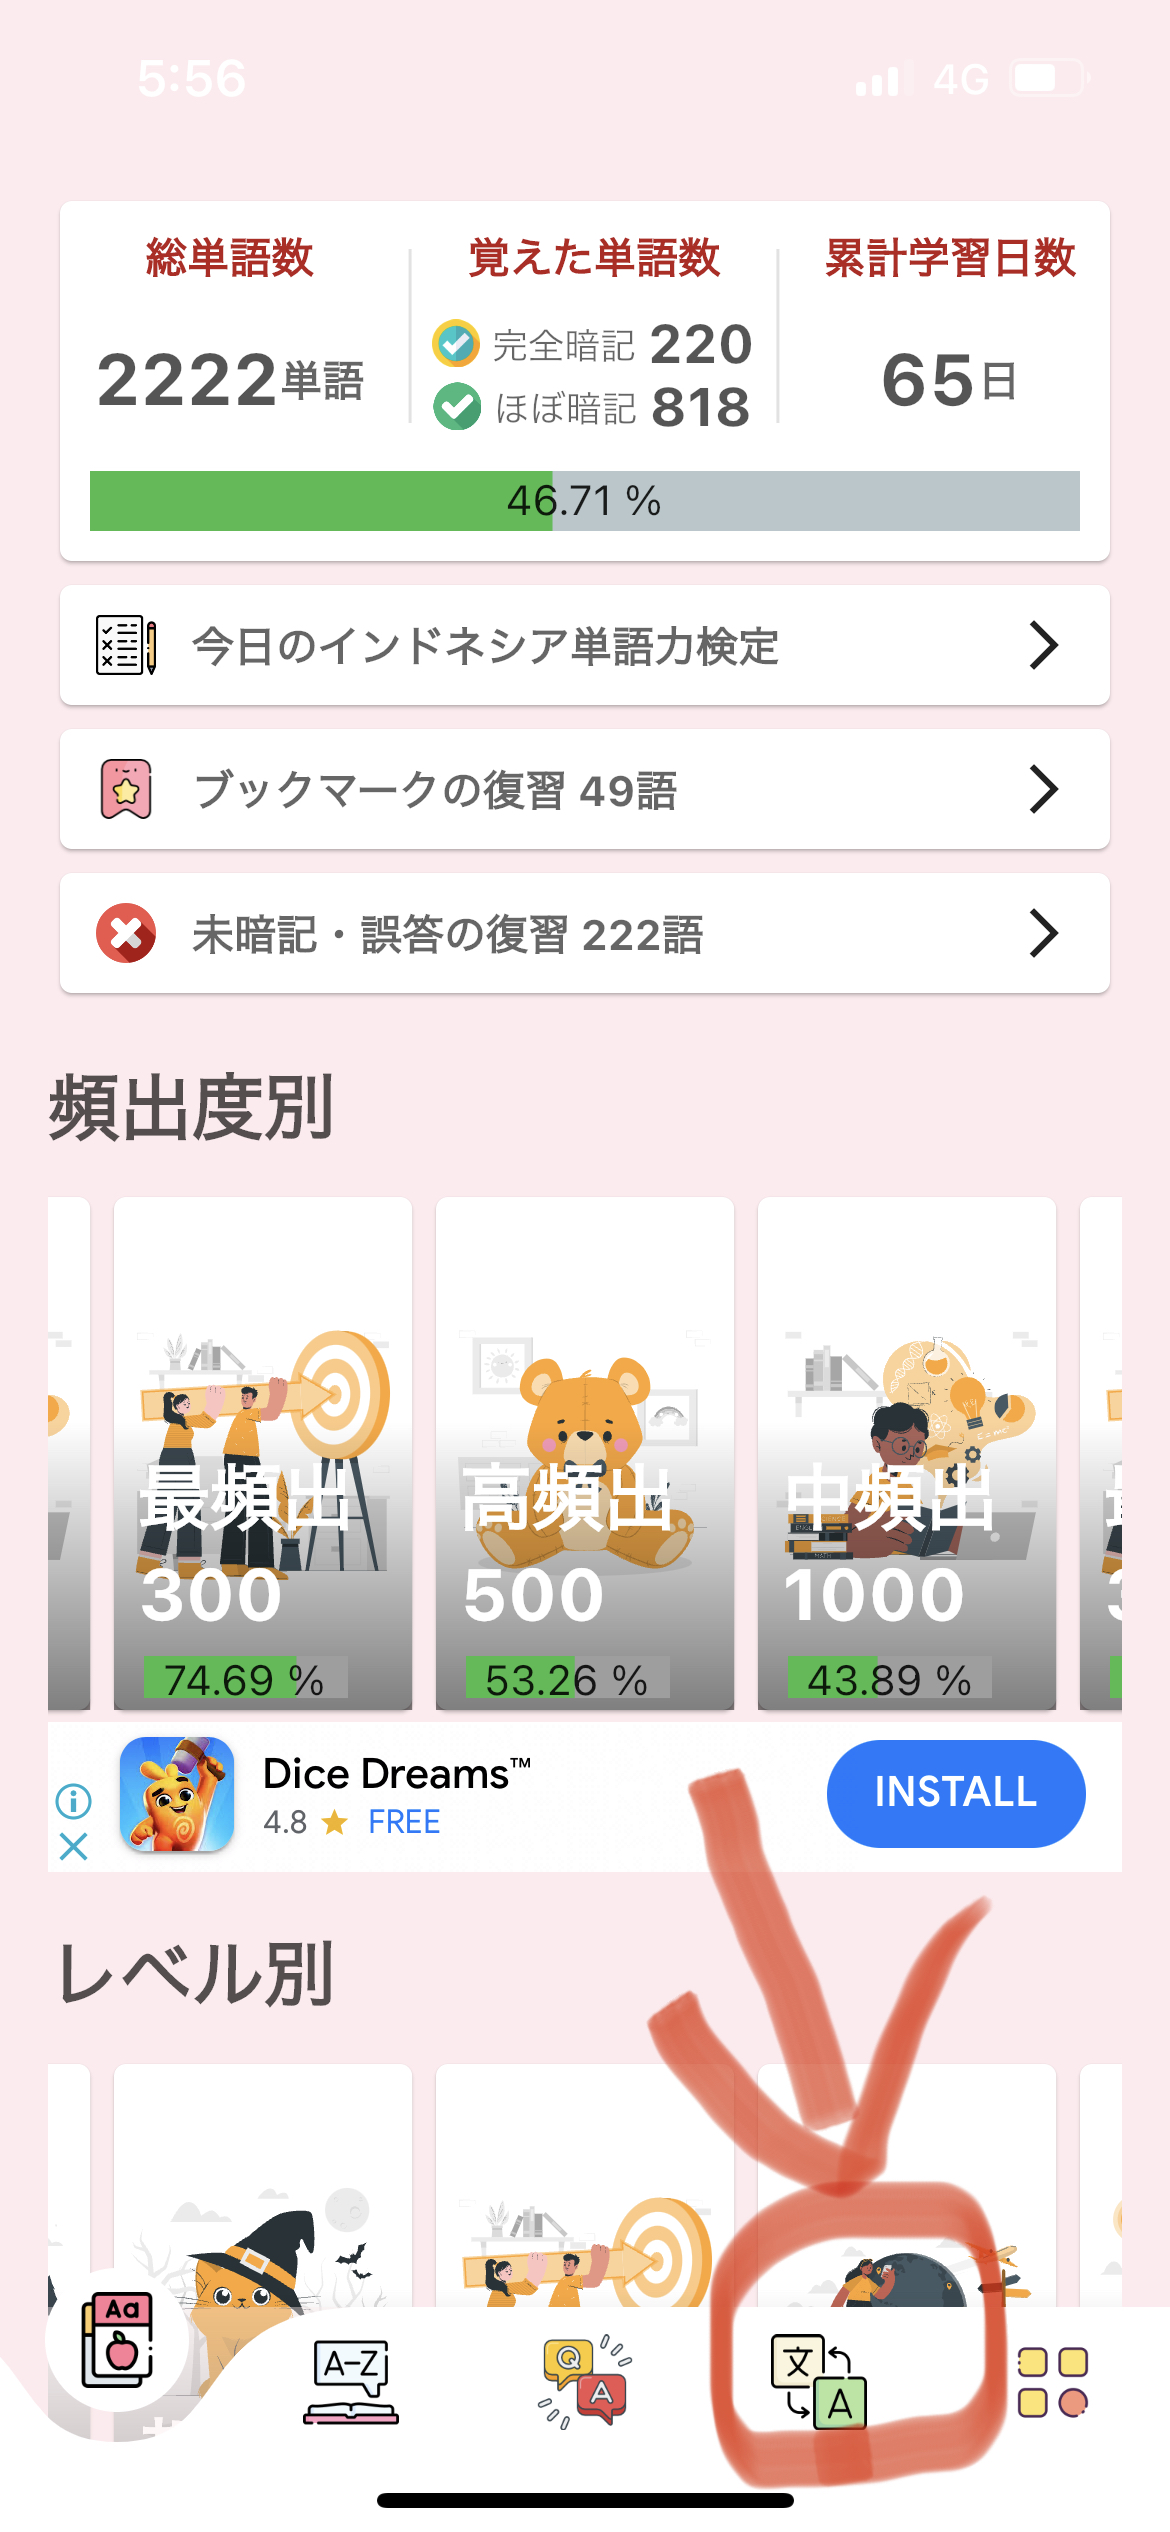 5:56
4G
総単語数
覚えた単語数
累計学習日数
2222単語
完全暗記 220
ほぼ暗記 818
65日
46.71 %
今日のインドネシア単語力検定
ブックマークの復習 49語
未暗記・誤答の復習 222語
頻出度別
最頻出
300
74.69 %
高頻出
500
53.26 %
中頻出
1000
43.89 %
Dice Dreams™
4.8 ★ FREE
INSTALL
レベル別
Aa
A-Z
Q
A
文
A